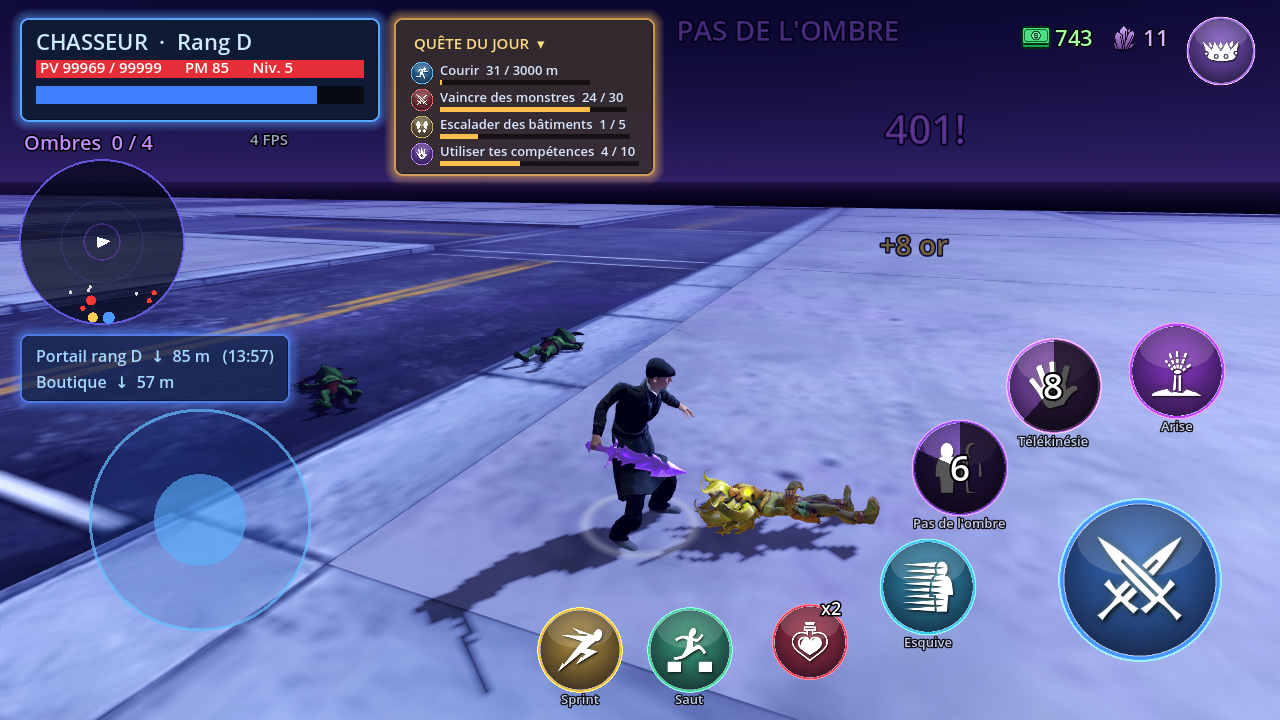 CHASSEUR · Rang D
PV 99969 / 99999 PM 85 Niv. 5
Ombres 0 / 4
4 FPS
QUÊTE DU JOUR ▼
Courir 31 / 3000 m
Vaincre des monstres 24 / 30
Escalader des bâtiments 1 / 5
Utiliser tes compétences 4 / 10
PAS DE L'OMBRE
743
11
401!
+8 or
Portail rang D ↓ 85 m (13:57)
Boutique ↓ 57 m
8
Télékinésie
Arise
6
Pas de l'ombre
Esquive
x2
Sprint
Saut